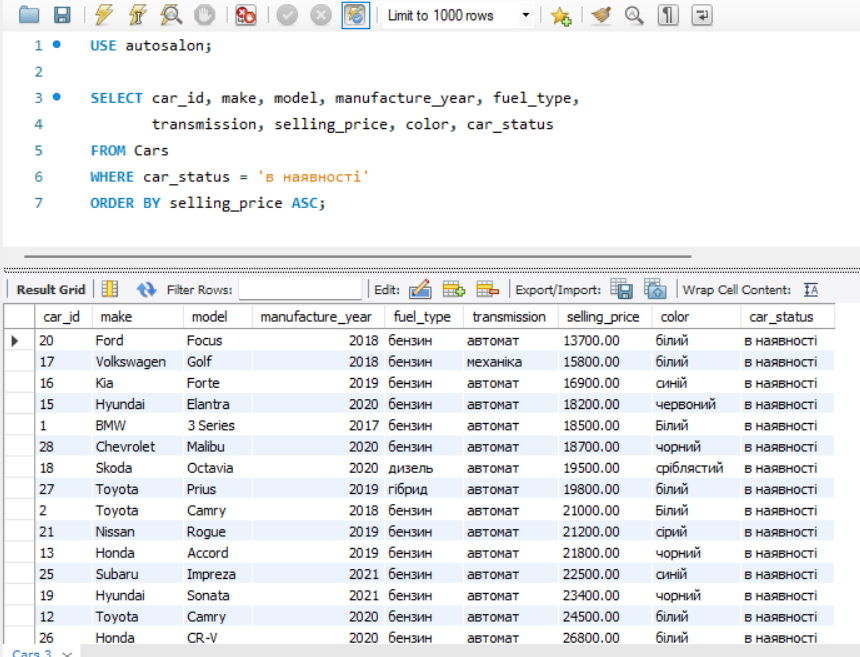 Limit to 1000 rows
1 USE autosalon;
2
3 SELECT car_id, make, model, manufacture_year, fuel_type,
4 transmission, selling_price, color, car_status
5 FROM Cars
6 WHERE car_status = 'в наявності'
7 ORDER BY selling_price ASC;
Result Grid Filter Rows: Edit: Export/Import: Wrap Cell Content: IA
car_id make model manufacture_year fuel_type transmission selling_price color car_status
20 Ford Focus 2018 бензин автомат 13700.00 білий в наявності
17 Volkswagen Golf 2018 бензин механіка 15800.00 білий в наявності
16 Kia Forte 2019 бензин автомат 16900.00 синій в наявності
15 Hyundai Elantra 2020 бензин автомат 18200.00 червоний в наявності
1 BMW 3 Series 2017 бензин автомат 18500.00 Білий в наявності
28 Chevrolet Malibu 2020 бензин автомат 18700.00 чорний в наявності
18 Skoda Octavia 2020 дизель автомат 19500.00 сріблястий в наявності
27 Toyota Prius 2019 гібрид автомат 19800.00 білий в наявності
2 Toyota Camry 2018 бензин автомат 21000.00 Білий в наявності
21 Nissan Rogue 2019 бензин автомат 21200.00 сірий в наявності
13 Honda Accord 2019 бензин автомат 21800.00 чорний в наявності
25 Subaru Impreza 2021 бензин автомат 22500.00 синій в наявності
19 Hyundai Sonata 2021 бензин автомат 23400.00 чорний в наявності
12 Toyota Camry 2020 бензин автомат 24500.00 білий в наявності
26 Honda CR-V 2020 бензин автомат 26800.00 білий в наявності
Cars 3